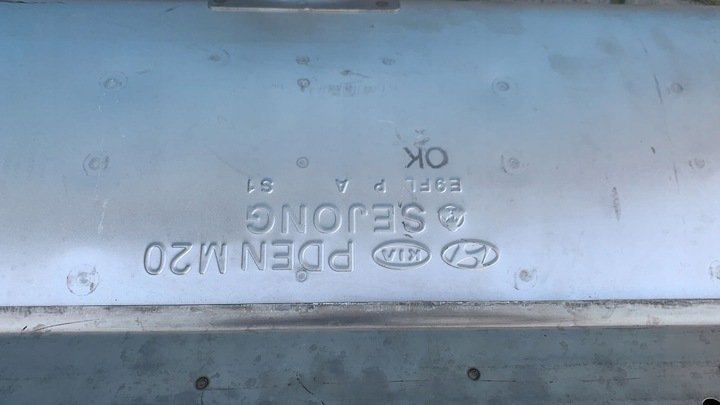 KIA PDEN M20
SEJONG
E9FL P A S1
OK